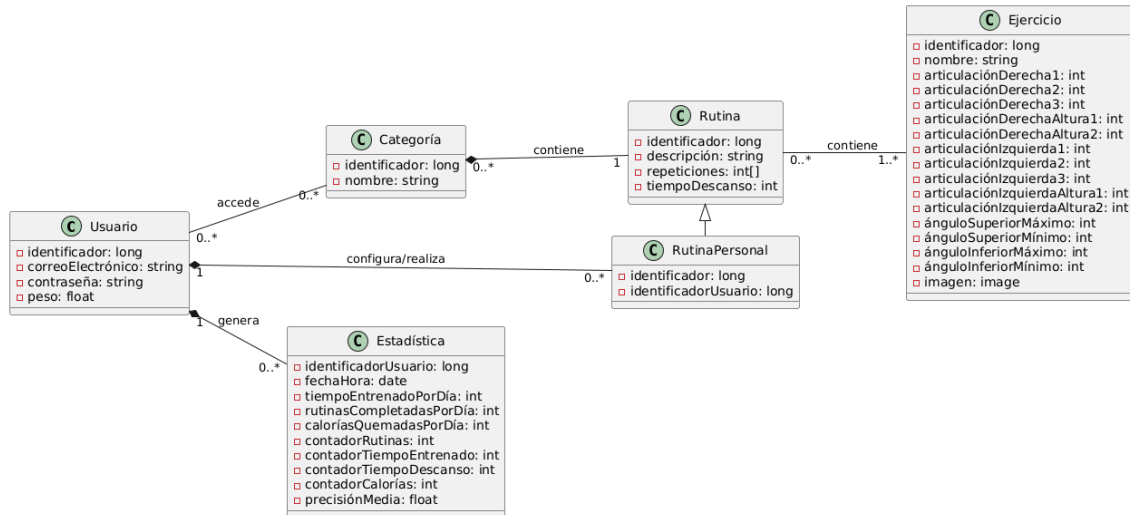 C Ejercicio
identificador: long
nombre: string
articulaciónDerecha1: int
articulaciónDerecha2: int
articulaciónDerecha3: int
articulaciónDerechaAltura1: int
articulaciónDerechaAltura2: int
articulaciónIzquierda1: int
articulaciónIzquierda2: int
articulaciónIzquierda3: int
articulaciónIzquierdaAltura1: int
articulaciónIzquierdaAltura2: int
ánguloSuperiorMáximo: int
ánguloSuperiorMínimo: int
ánguloInferiorMáximo: int
ánguloInferiorMínimo: int
imagen: image
C Rutina
identificador: long
descripción: string
repeticiones: int[]
tiempoDescanso: int
contiene
0..*
1..*
C Categoría
identificador: long
nombre: string
contiene
0..*
1
accede
0..*
0..*
C Usuario
identificador: long
correoElectrónico: string
contraseña: string
peso: float
configura/realiza
1
0..*
C RutinaPersonal
identificador: long
identificadorUsuario: long
genera
1
0..*
C Estadística
identificadorUsuario: long
fechaHora: date
tiempoEntrenadoPorDía: int
rutinasCompletadasPorDía: int
caloríasQuemadasPorDía: int
contadorRutinas: int
contadorTiempoEntrenado: int
contadorTiempoDescanso: int
contadorCalorías: int
precisiónMedia: float